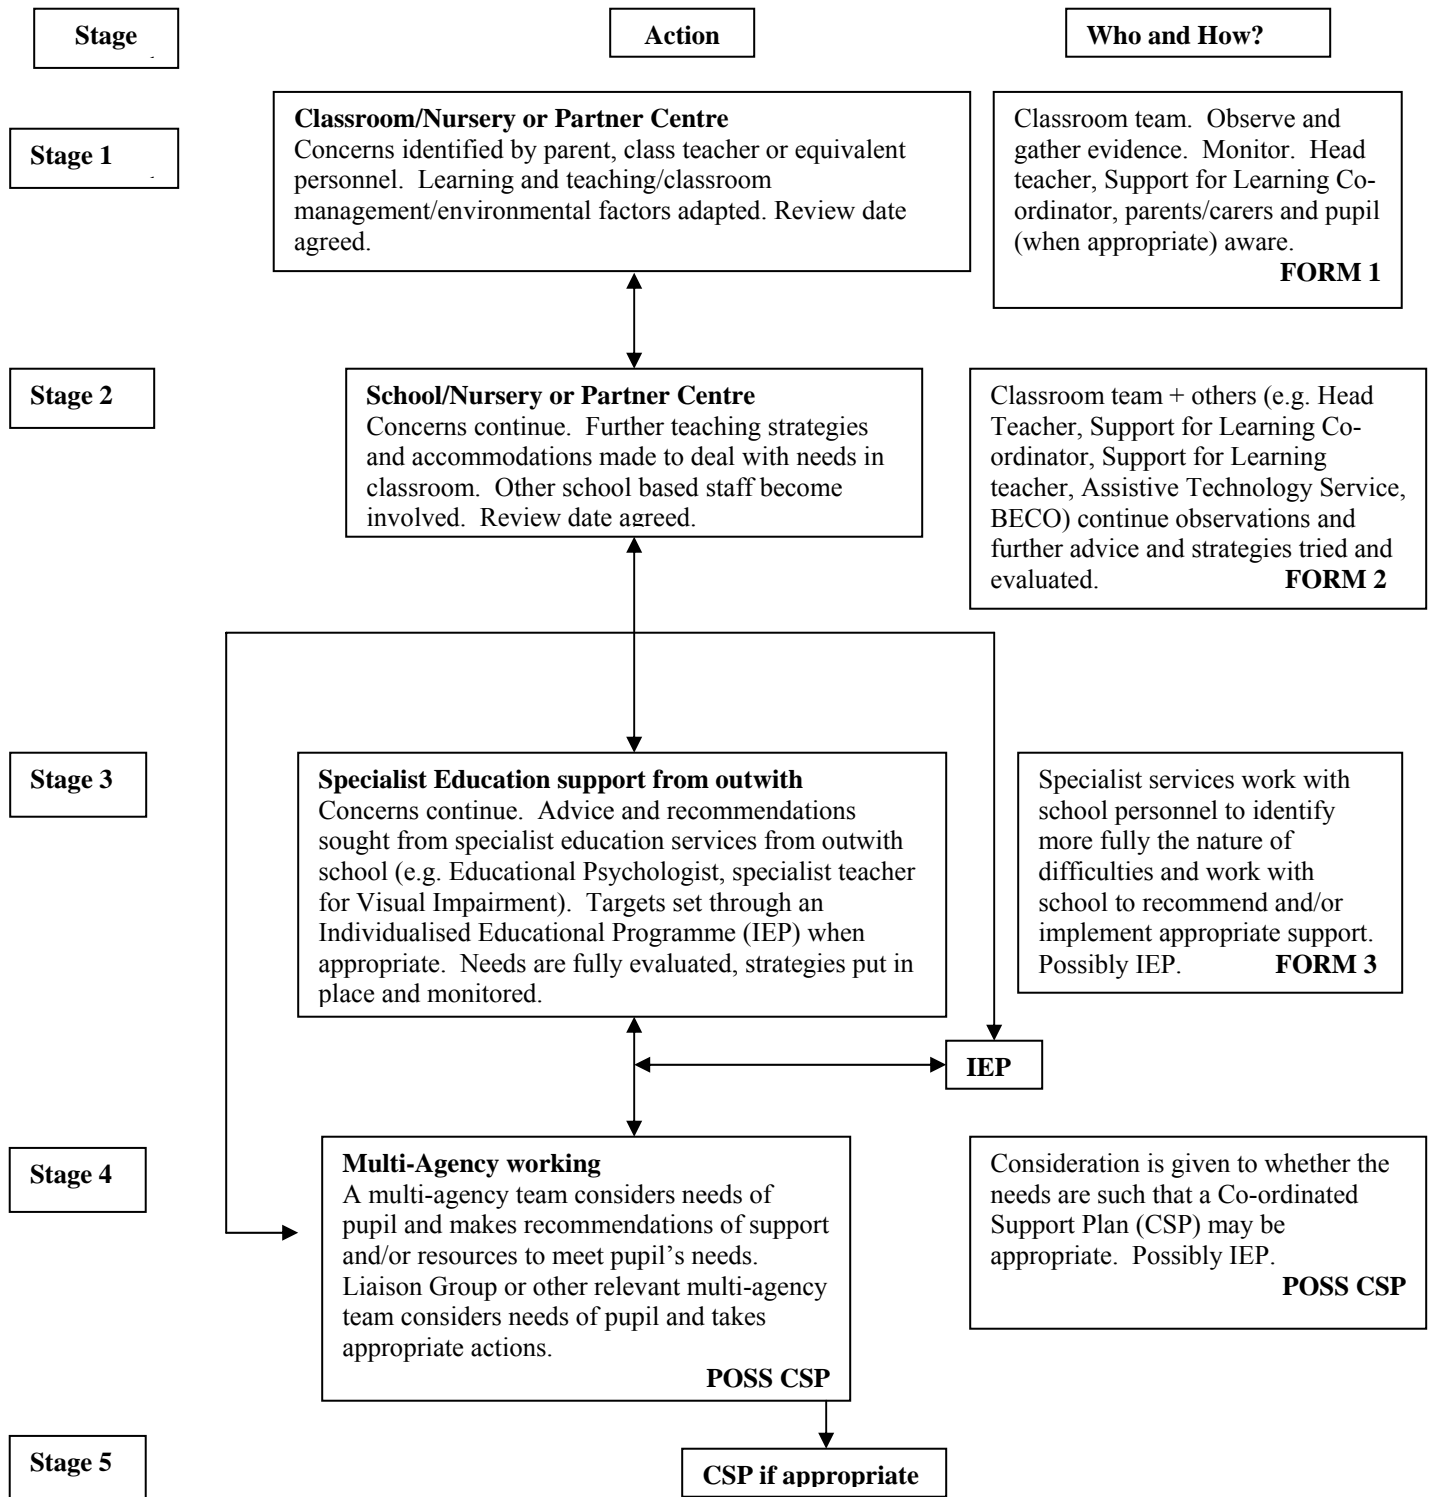 Stage
Action
Who and How?
Stage 1
Classroom/Nursery or Partner Centre
Concerns identified by parent, class teacher or equivalent
personnel.  Learning and teaching/classroom
management/environmental factors adapted. Review date
agreed.
Classroom team.  Observe and
gather evidence.  Monitor.  Head
teacher, Support for Learning Co-
ordinator, parents/carers and pupil
(when appropriate) aware.
FORM 1
Stage 2
School/Nursery or Partner Centre
Concerns continue.  Further teaching strategies
and accommodations made to deal with needs in
classroom.  Other school based staff become
involved.  Review date agreed.
Classroom team + others (e.g. Head
Teacher, Support for Learning Co-
ordinator, Support for Learning
teacher, Assistive Technology Service,
BECO) continue observations and
further advice and strategies tried and
evaluated. FORM 2
Stage 3
Specialist Education support from outwith
Concerns continue.  Advice and recommendations
sought from specialist education services from outwith
school (e.g. Educational Psychologist, specialist teacher
for Visual Impairment).  Targets set through an
Individualised Educational Programme (IEP) when
appropriate.  Needs are fully evaluated, strategies put in
place and monitored.
Specialist services work with
school personnel to identify
more fully the nature of
difficulties and work with
school to recommend and/or
implement appropriate support.
Possibly IEP. FORM 3
IEP
Stage 4
Multi-Agency working
A multi-agency team considers needs of
pupil and makes recommendations of support
and/or resources to meet pupil’s needs.
Liaison Group or other relevant multi-agency
team considers needs of pupil and takes
appropriate actions.
POSS CSP
Consideration is given to whether the
needs are such that a Co-ordinated
Support Plan (CSP) may be
appropriate.  Possibly IEP.
POSS CSP
Stage 5
CSP if appropriate